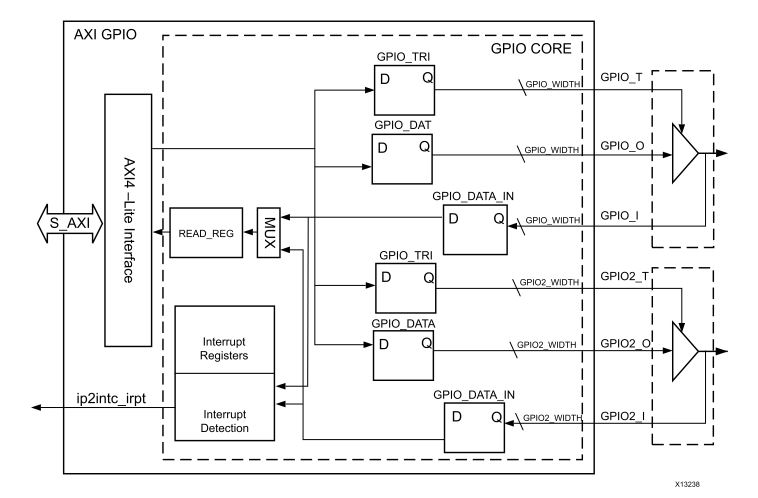 AXI GPIO
GPIO CORE
GPIO_TRI
D
Q
GPIO_WIDTH
GPIO_T
GPIO_DAT
D
Q
GPIO_WIDTH
GPIO_O
AXI4 –Lite Interface
S_AXI
READ_REG
MUX
GPIO_DATA_IN
D
Q
GPIO_WIDTH
GPIO_I
GPIO_TRI
D
Q
GPIO2_WIDTH
GPIO2_T
GPIO_DATA
D
Q
GPIO2_WIDTH
GPIO2_O
Interrupt
Registers
Interrupt
Detection
ip2intc_irpt
GPIO_DATA_IN
D
Q
GPIO2_WIDTH
GPIO2_I
X13238